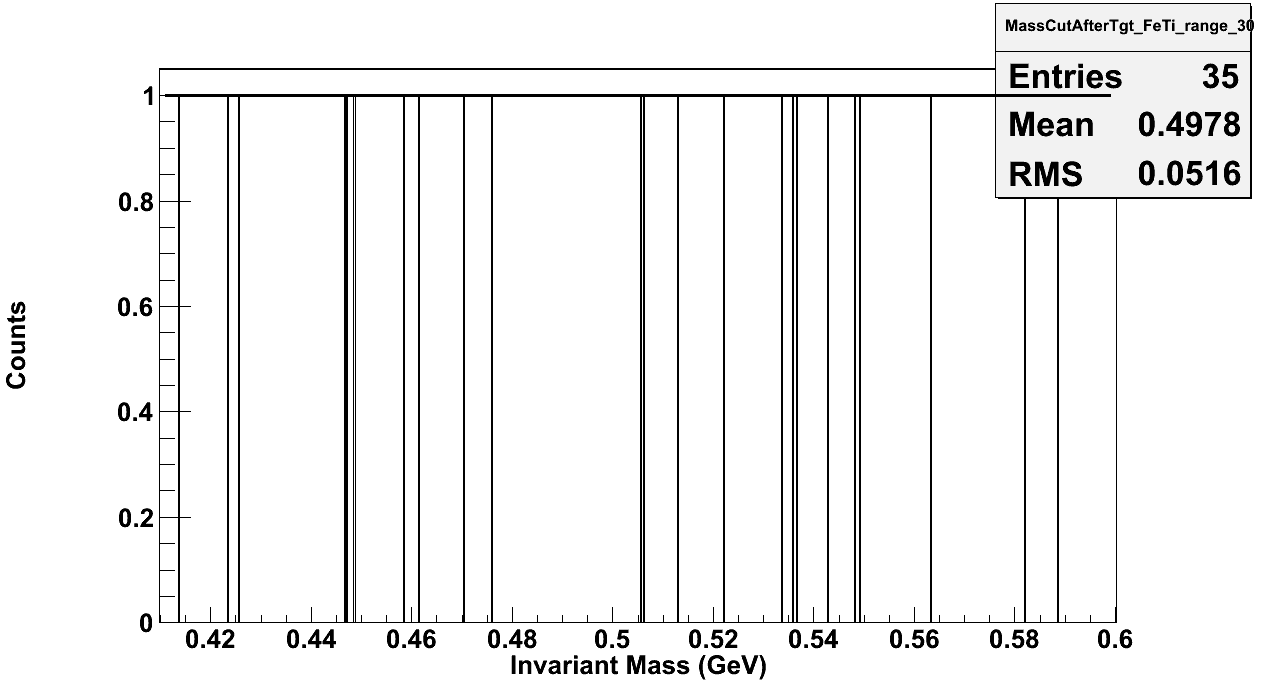 MassCutAfterTgt_FeTi_range_30
Entries 35
Mean 0.4978
RMS 0.0516
1
0.8
0.6
0.4
0.2
0
Counts
0.42 0.44 0.46 0.48 0.5 0.52 0.54 0.56 0.58 0.6
Invariant Mass (GeV)